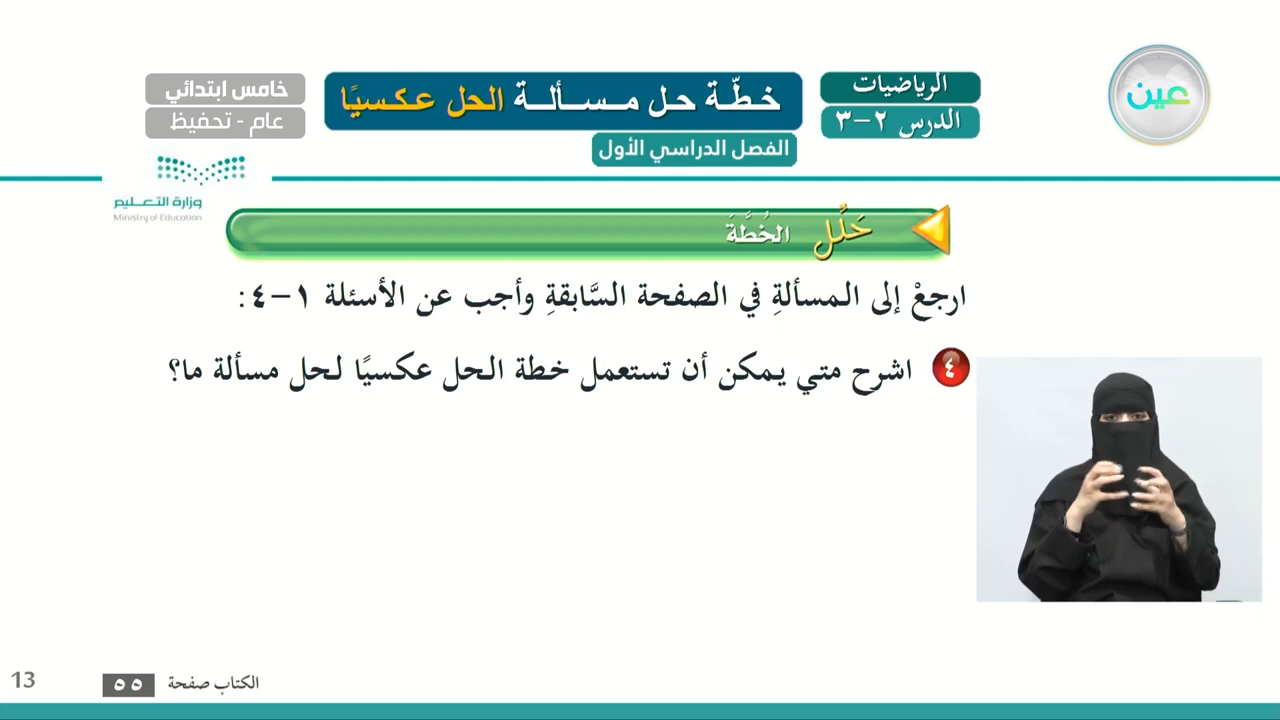 عين
الرياضيات
الدرس ٢-٣
خطّة حل مسألة الحل عكسيًا
الفصل الدراسي الأول
خامس ابتدائي
عام - تحفيظ
وزارة التعليم
Ministry of Education
حَلِّل الخُطَّةَ
ارجعْ إلى المسألةِ في الصفحة السَّابقةِ وأجب عن الأسئلة ١-٤:
٤ اشرح متي يمكن أن تستعمل خطة الحل عكسيًا لحل مسألة ما؟
الكتاب صفحة ٥٥
13